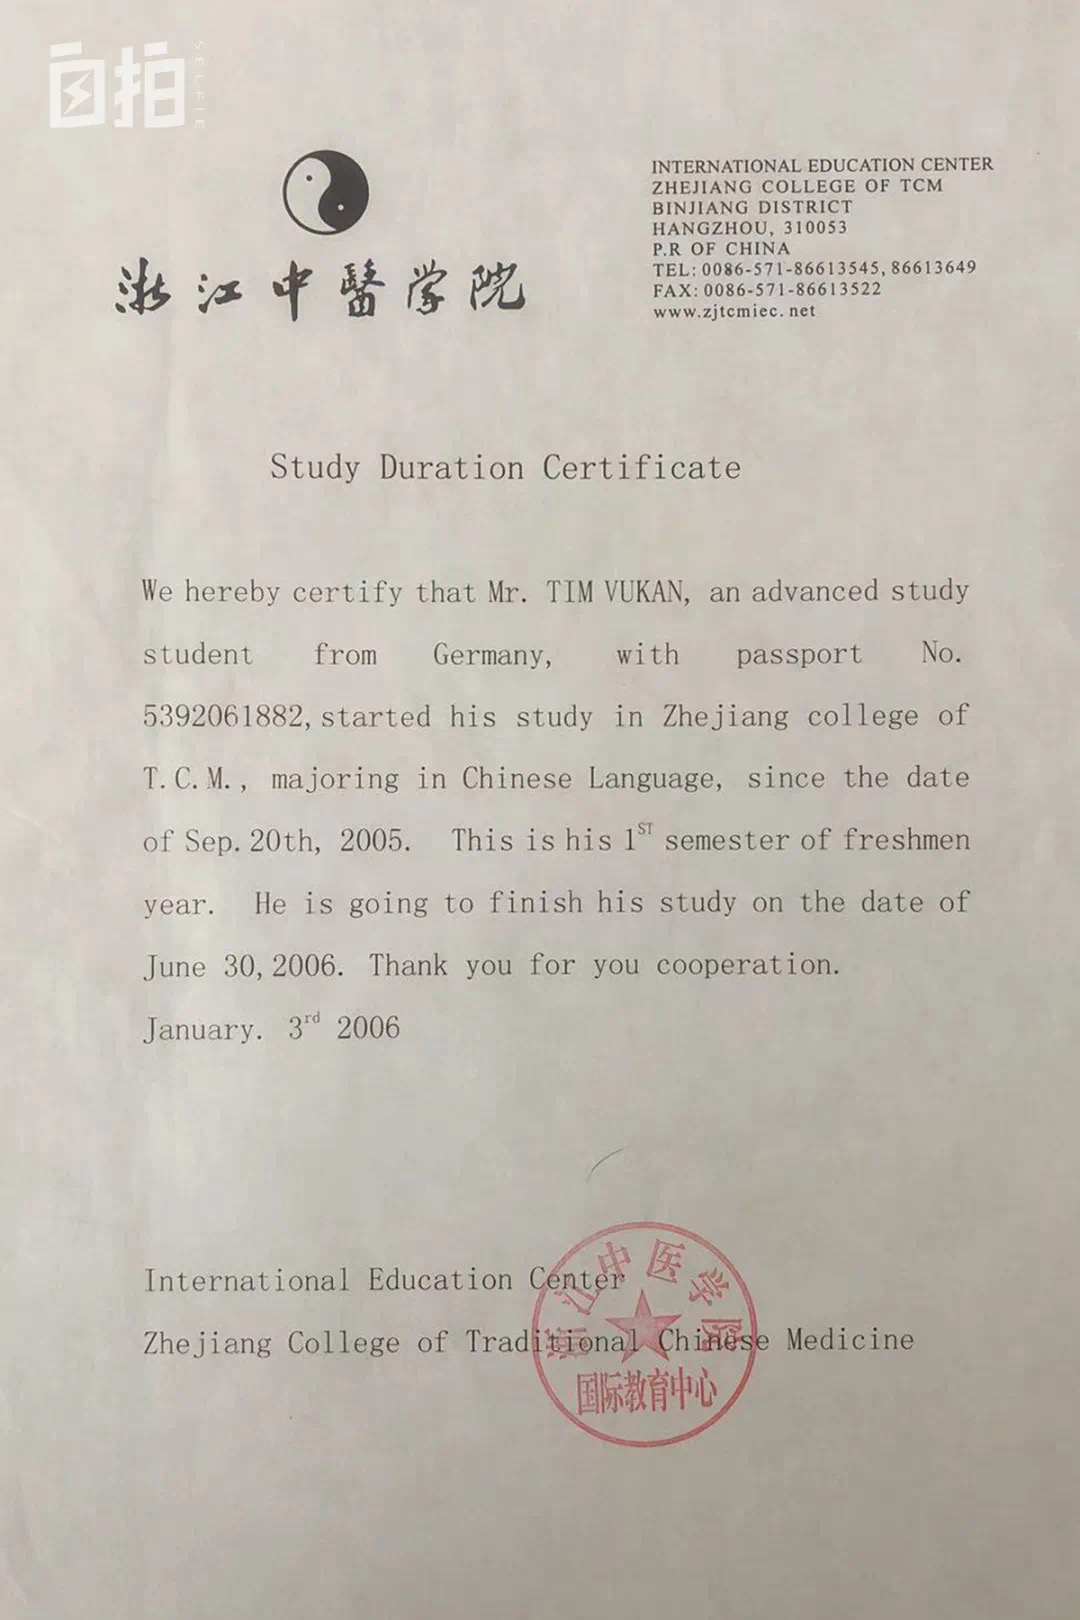 自拍
SELFIE
浙江中醫学院
INTERNATIONAL EDUCATION CENTER
ZHEJIANG COLLEGE OF TCM
BINJIANG DISTRICT
HANGZHOU, 310053
P.R OF CHINA
TEL: 0086-571-86613545, 86613649
FAX: 0086-571-86613522
www.zjtcmiec.net
Study Duration Certificate
We hereby certify that Mr. TIM VUKAN, an advanced study
student from Germany, with passport No.
5392061882, started his study in Zhejiang college of
T.C.M., majoring in Chinese Language, since the date
of Sep. 20th, 2005. This is his 1ST semester of freshmen
year. He is going to finish his study on the date of
June 30, 2006. Thank you for you cooperation.
January. 3rd 2006
International Education Center
Zhejiang College of Traditional Chinese Medicine
浙江中医学院
国际教育中心